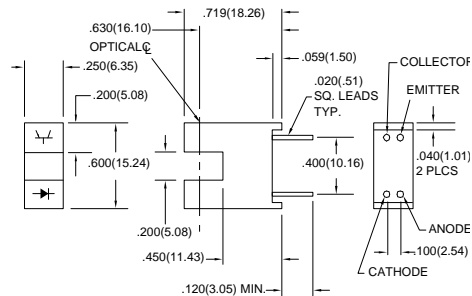 .719(18.26)
.630(16.10)
OPTICAL℄
.059(1.50)
.250(6.35)
.020(.51)
SQ. LEADS
TYP.
COLLECTOR
EMITTER
.200(5.08)
.600(15.24)
.400(10.16)
.040(1.01)
2 PLCS
.200(5.08)
.450(11.43)
ANODE
.100(2.54)
CATHODE
.120(3.05) MIN.